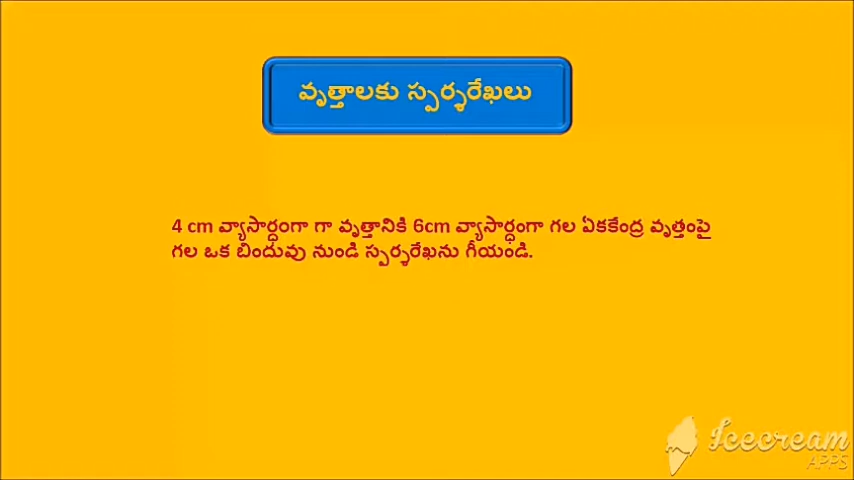 వృత్తాలకు స్పర్శరేఖలు
4 cm వ్యాసార్ధంగా గా వృత్తానికి 6cm వ్యాసార్ధంగా గల ఏకకేంద్ర వృత్తంపై
గల ఒక బిందువు నుండి స్పర్శరేఖను గీయండి.
Icecream
APPS